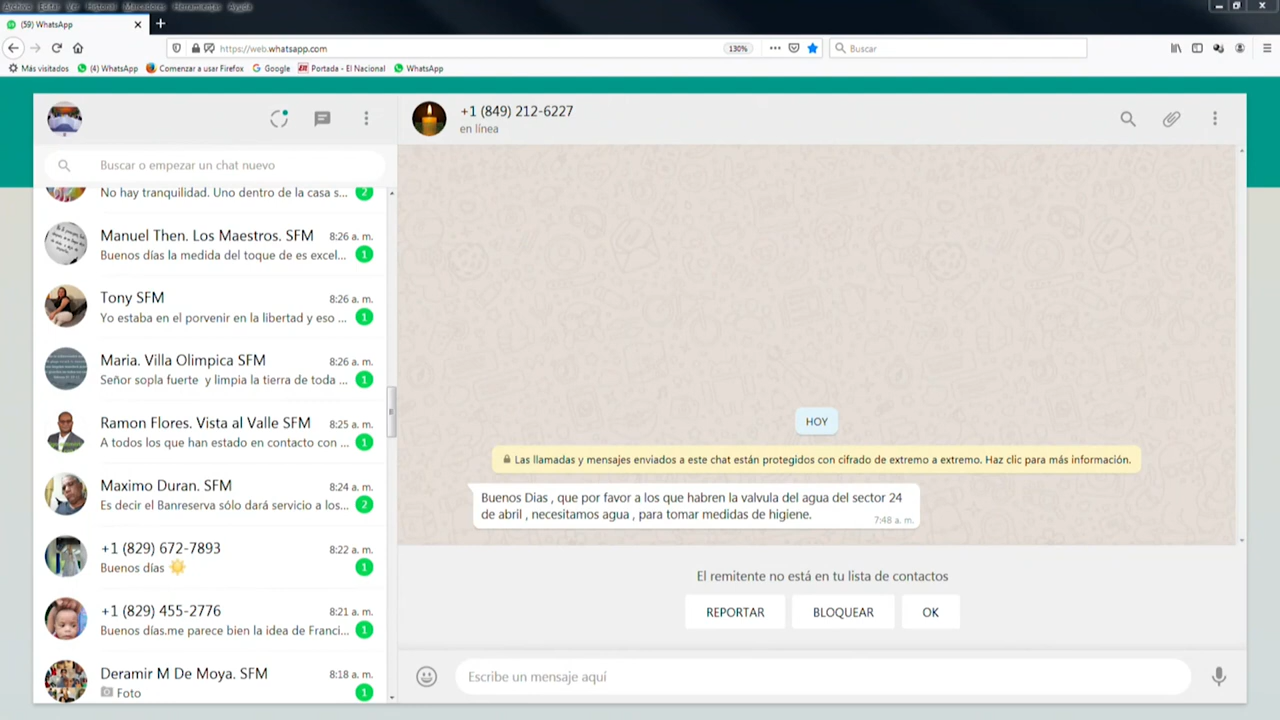 Archivo Editar Ver Historial Marcadores Herramientas Ayuda
(59) WhatsApp
https://web.whatsapp.com
130%
Buscar
Más visitados
(4) WhatsApp
Comenzar a usar Firefox
Google
Portada - El Nacional
WhatsApp
Buscar o empezar un chat nuevo
No hay tranquilidad. Uno dentro de la casa s...
2
Manuel Then. Los Maestros. SFM
8:26 a. m.
Buenos días la medida del toque de es excel...
1
Tony SFM
8:26 a. m.
Yo estaba en el porvenir en la libertad y eso ...
1
Maria. Villa Olimpica SFM
8:26 a. m.
Señor sopla fuerte y limpia la tierra de toda ...
1
Ramon Flores. Vista al Valle SFM
8:25 a. m.
A todos los que han estado en contacto con ...
1
Maximo Duran. SFM
8:24 a. m.
Es decir el Banreserva sólo dará servicio a los...
2
+1 (829) 672-7893
8:22 a. m.
Buenos días
1
+1 (829) 455-2776
8:21 a. m.
Buenos días.me parece bien la idea de Franci...
1
Deramir M De Moya. SFM
8:18 a. m.
Foto
1
+1 (849) 212-6227
en línea
HOY
Las llamadas y mensajes enviados a este chat están protegidos con cifrado de extremo a extremo. Haz clic para más información.
Buenos Dias , que por favor a los que habren la valvula del agua del sector 24
de abril , necesitamos agua , para tomar medidas de higiene.
7:48 a. m.
El remitente no está en tu lista de contactos
REPORTAR
BLOQUEAR
OK
Escribe un mensaje aquí